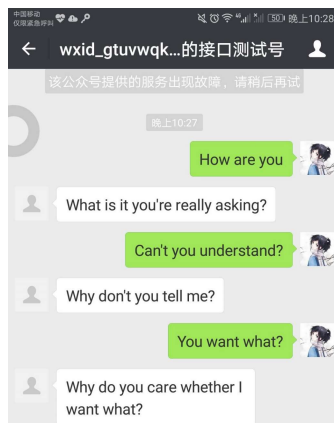 中国移动
仅限紧急呼叫
50 晚上10:28
wxid_gtuvwqk...的接口测试号
该公众号提供的服务出现故障，请稍后再试
晚上10:27
How are you
What is it you're really asking?
Can't you understand?
Why don't you tell me?
You want what?
Why do you care whether I
want what?